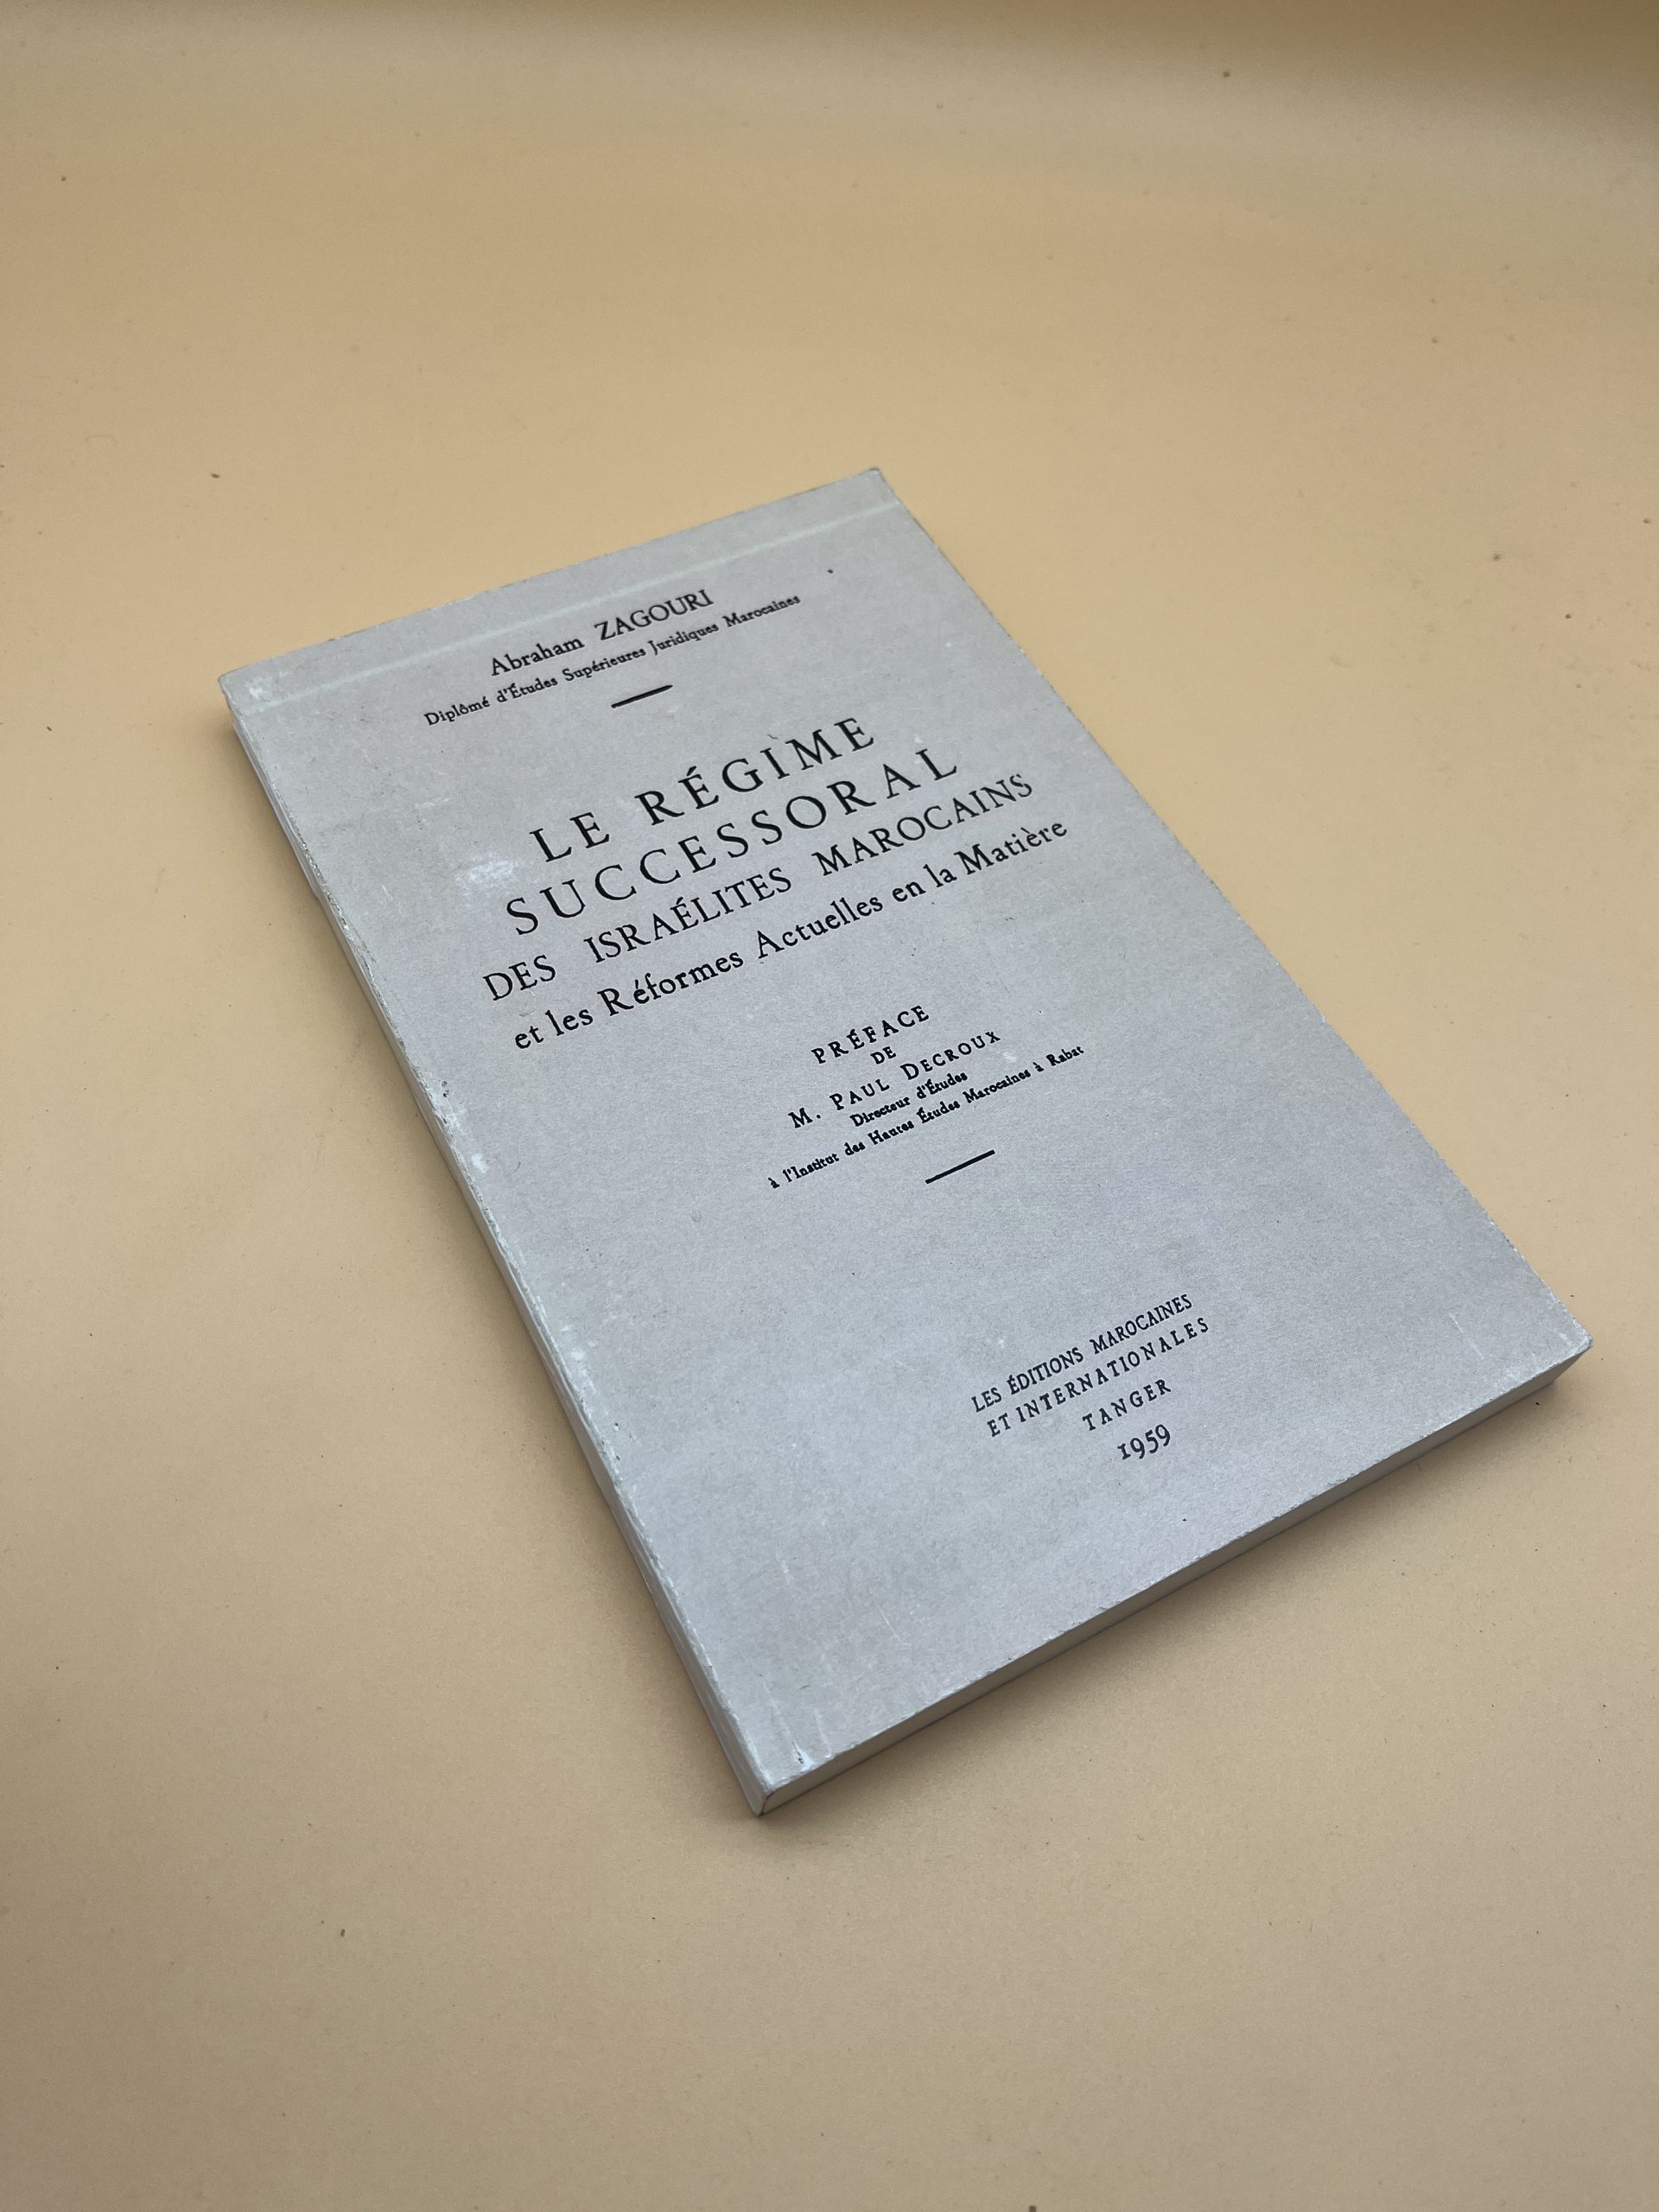 Abraham ZAGOURI
Diplômé d'Études Supérieures Juridiques Marocaines
LE RÉGIME
SUCCESSORAL
DES ISRAÉLITES MAROCAINS
et les Réformes Actuelles en la Matière
PRÉFACE
DE
M. PAUL DECROUX
Directeur d'Études
à l'Institut des Hautes Études Marocaines à Rabat
LES ÉDITIONS MAROCAINES
ET INTERNATIONALES
TANGER
1959